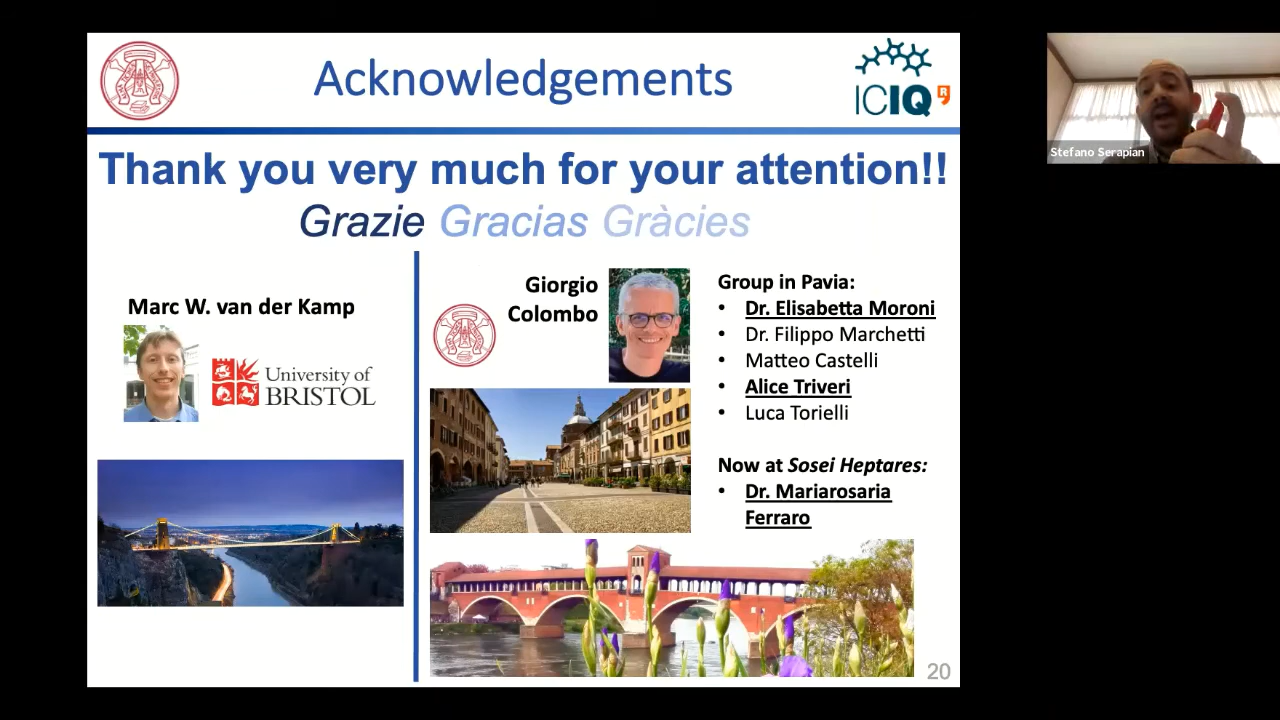 Acknowledgements
ICIQ
R
Thank you very much for your attention!!
Grazie Gracias Gràcies
Marc W. van der Kamp
University of
BRISTOL
Giorgio
Colombo
Group in Pavia:
• Dr. Elisabetta Moroni
• Dr. Filippo Marchetti
• Matteo Castelli
• Alice Triveri
• Luca Torielli
Now at Sosei Heptares:
• Dr. Mariarosaria
Ferraro
20
Stefano Serapian